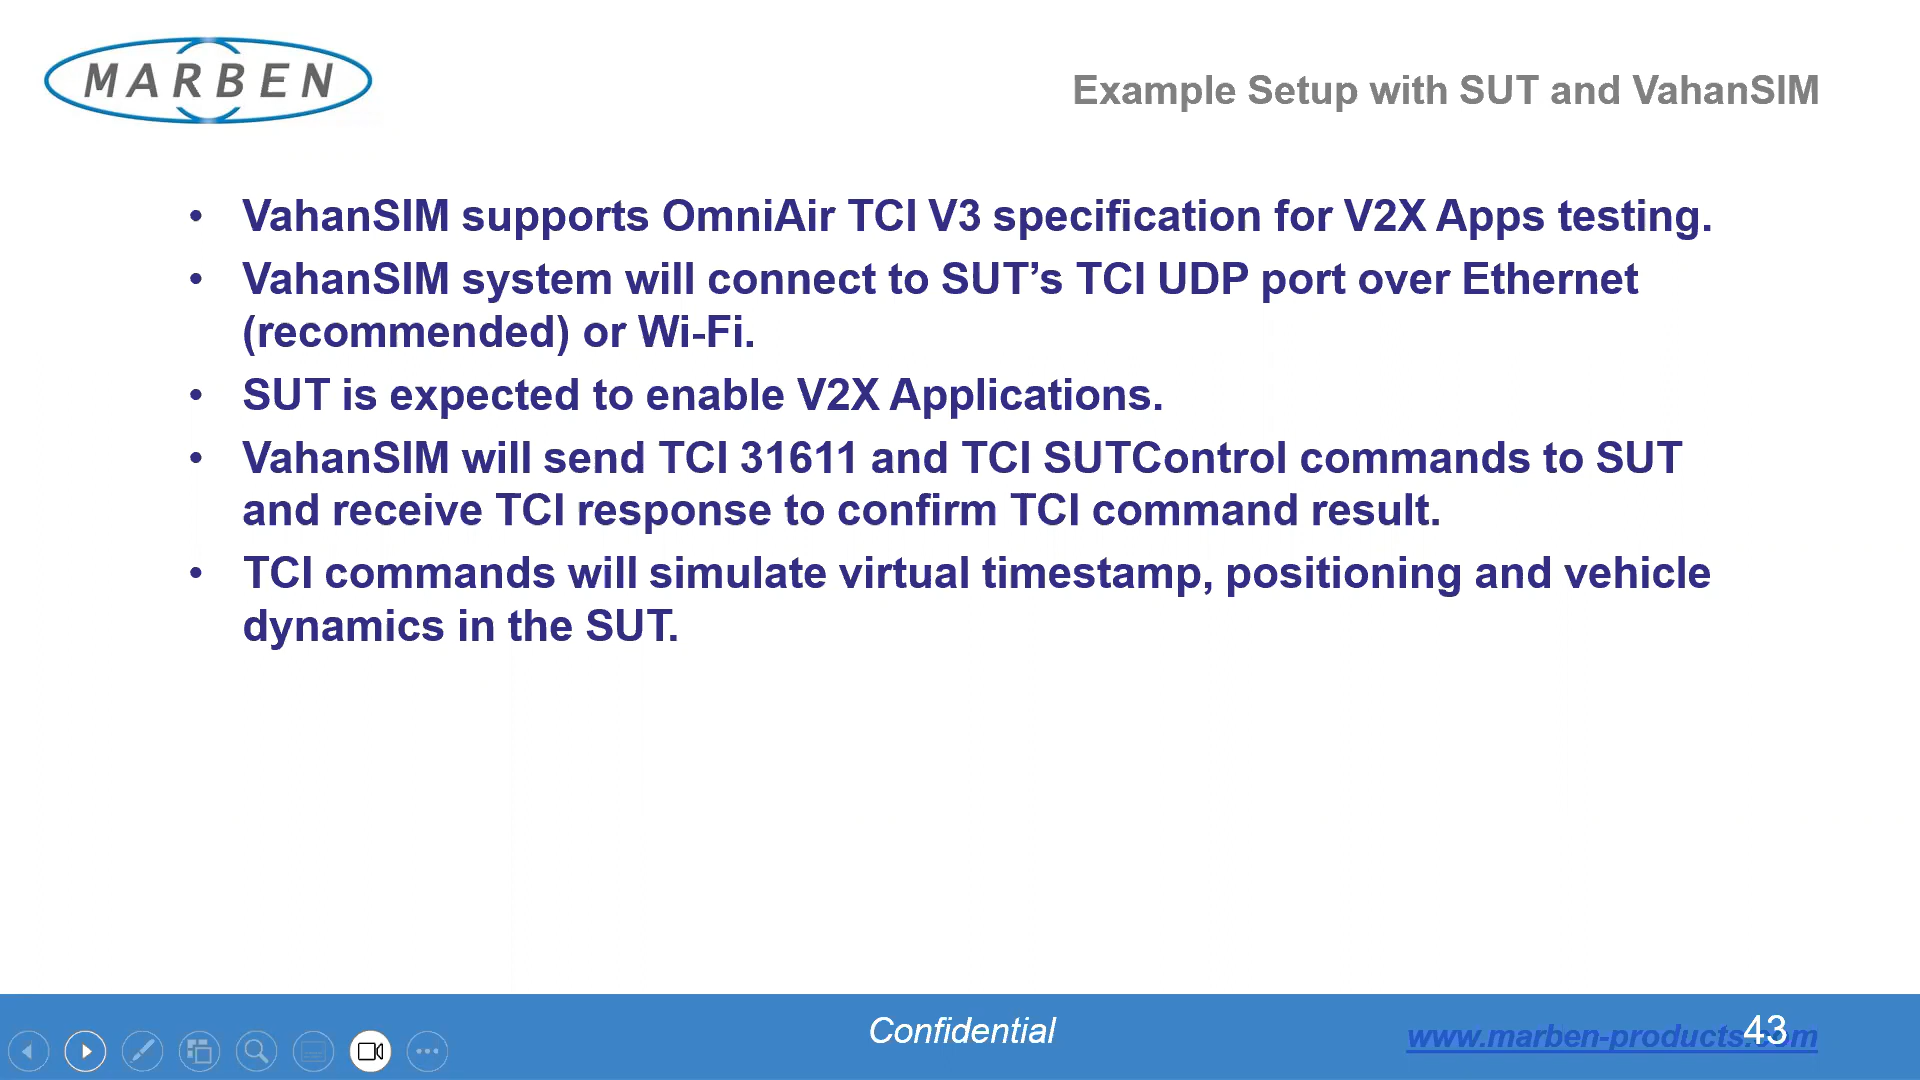 MARBEN
Example Setup with SUT and VahanSIM
• VahanSIM supports OmniAir TCI V3 specification for V2X Apps testing.
• VahanSIM system will connect to SUT’s TCI UDP port over Ethernet
(recommended) or Wi-Fi.
• SUT is expected to enable V2X Applications.
• VahanSIM will send TCI 31611 and TCI SUTControl commands to SUT
and receive TCI response to confirm TCI command result.
• TCI commands will simulate virtual timestamp, positioning and vehicle
dynamics in the SUT.
Confidential
www.marben-products.com
43